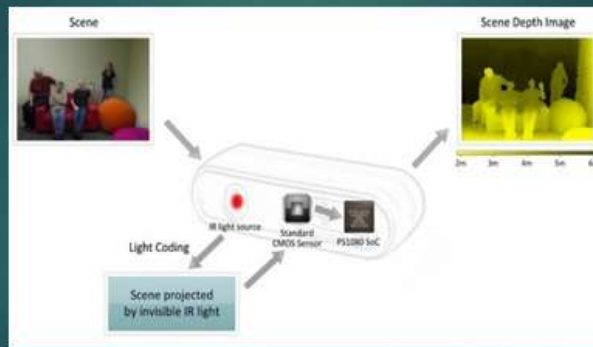 Scene
Scene Depth Image
2m 3m 4m 5m 6
IR light source
Standard
CMOS Sensor
PS1080 SoC
Light Coding
Scene projected
by invisible IR light